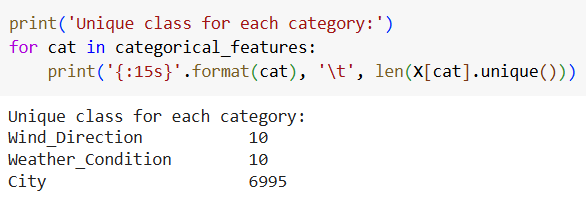 print('Unique class for each category:')
for cat in categorical_features:
    print('{:15s}'.format(cat), '\t', len(X[cat].unique()))
Unique class for each category:
Wind_Direction 10
Weather_Condition 10
City 6995